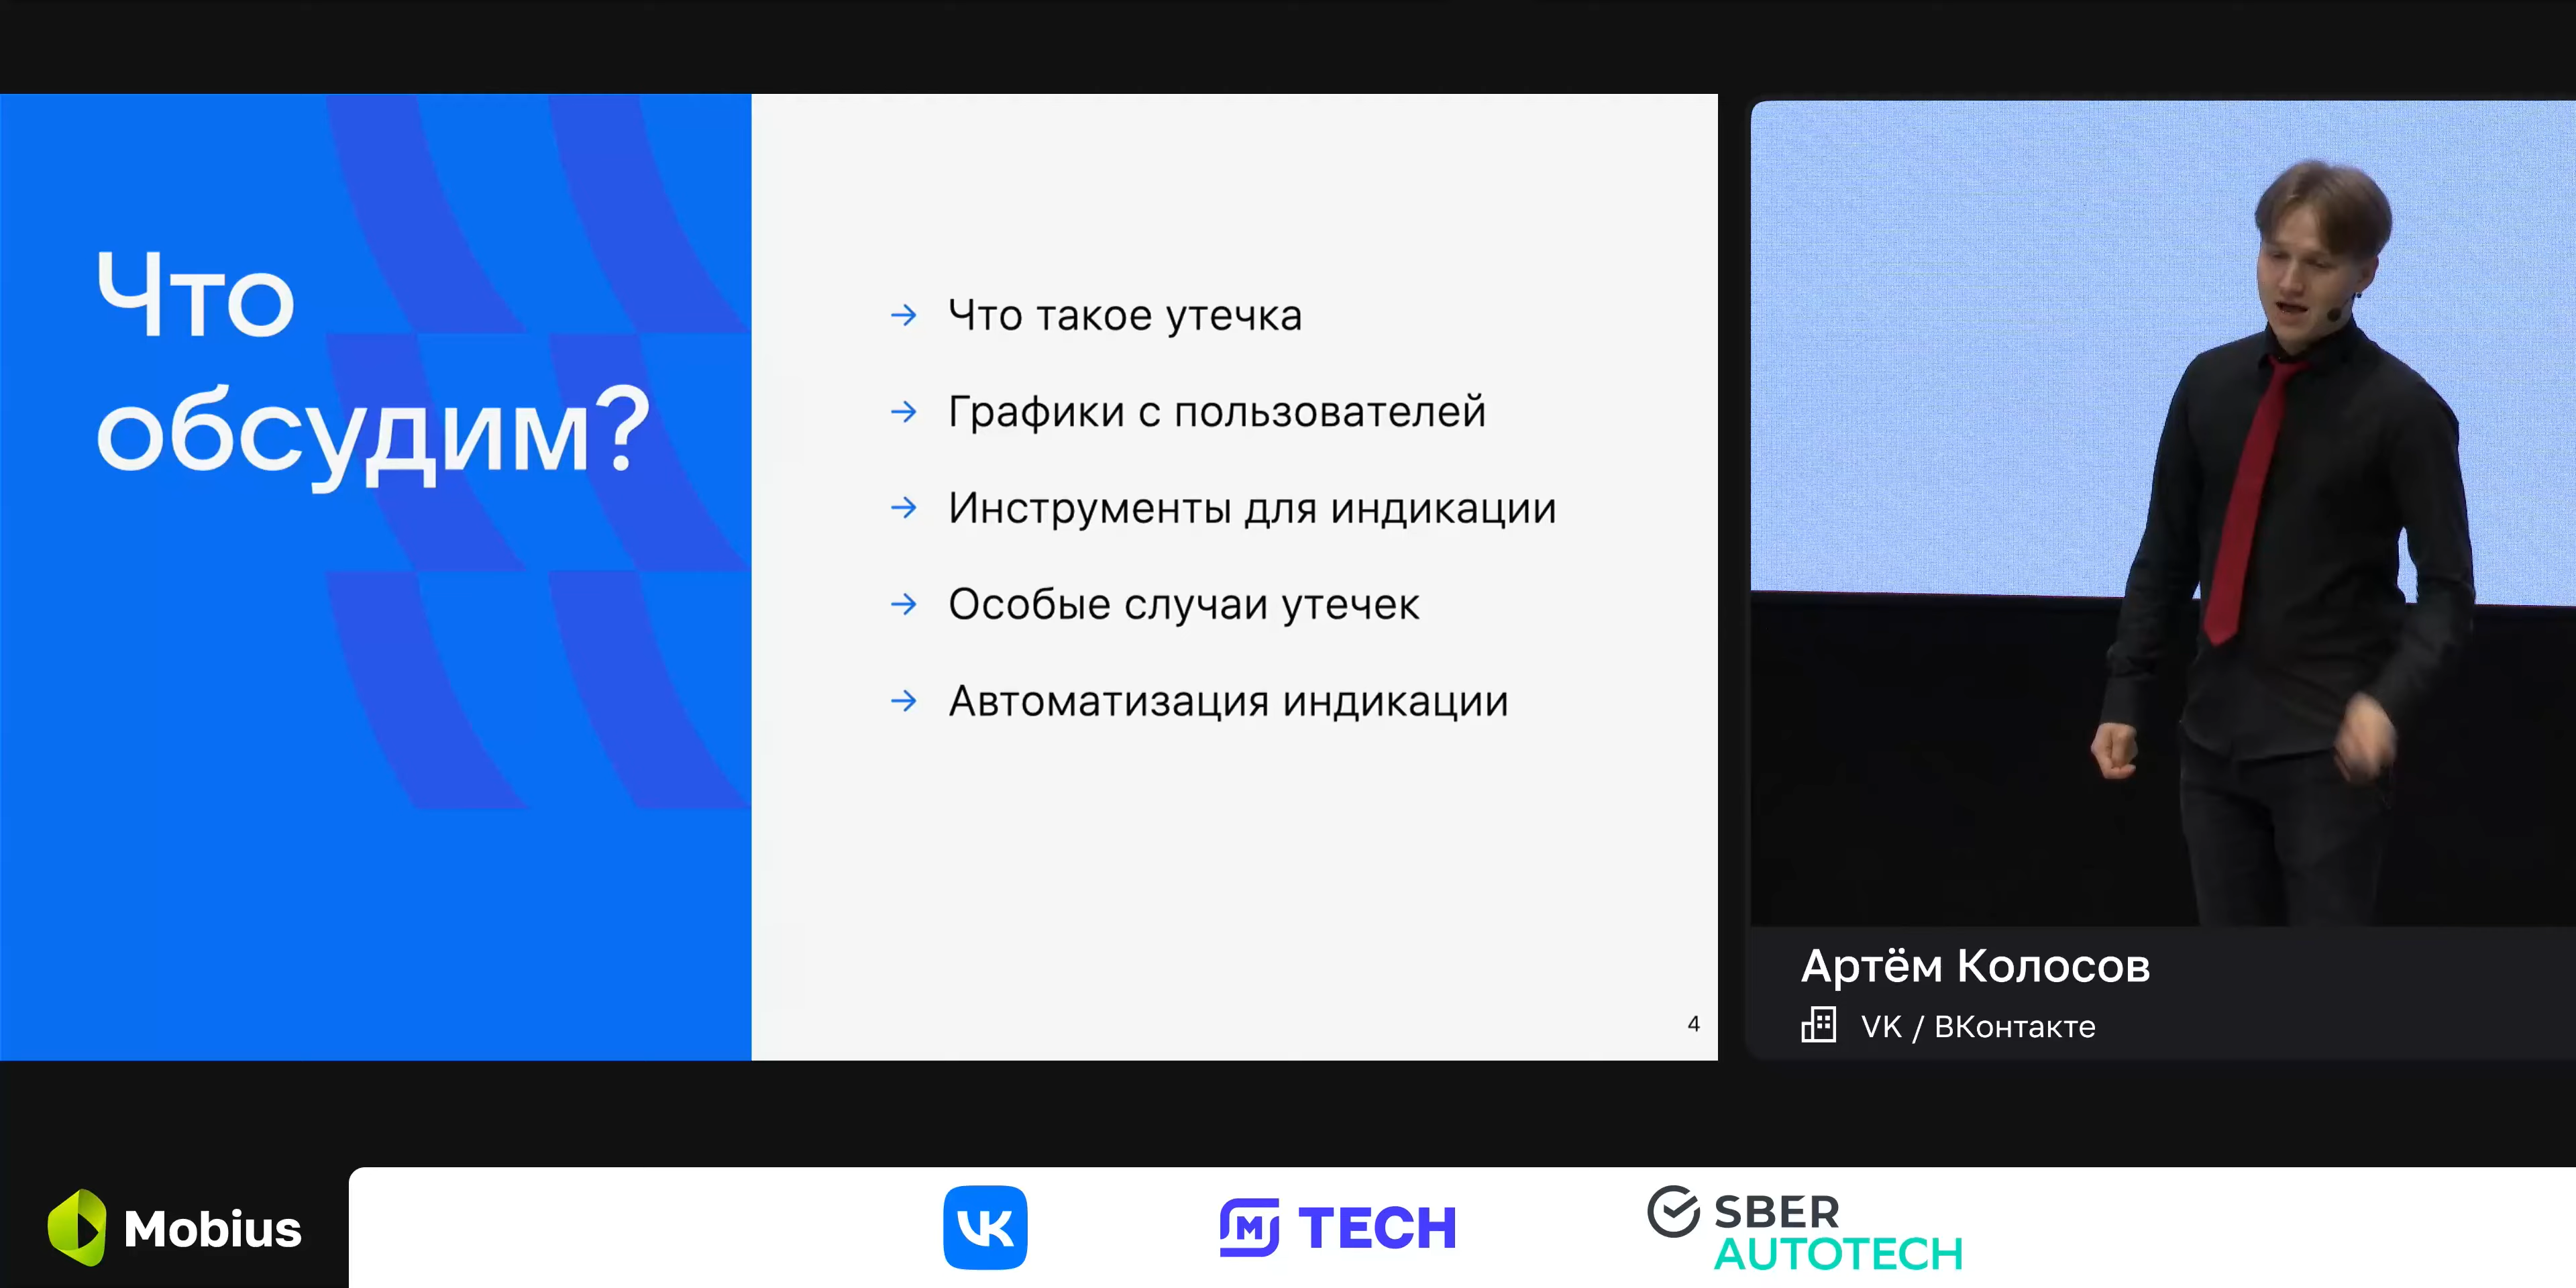 Что
обсудим?
→ Что такое утечка
→ Графики с пользователей
→ Инструменты для индикации
→ Особые случаи утечек
→ Автоматизация индикации
4
Артём Колосов
VK / ВКонтакте
Mobius
VK
M TECH
SBER
AUTOTECH